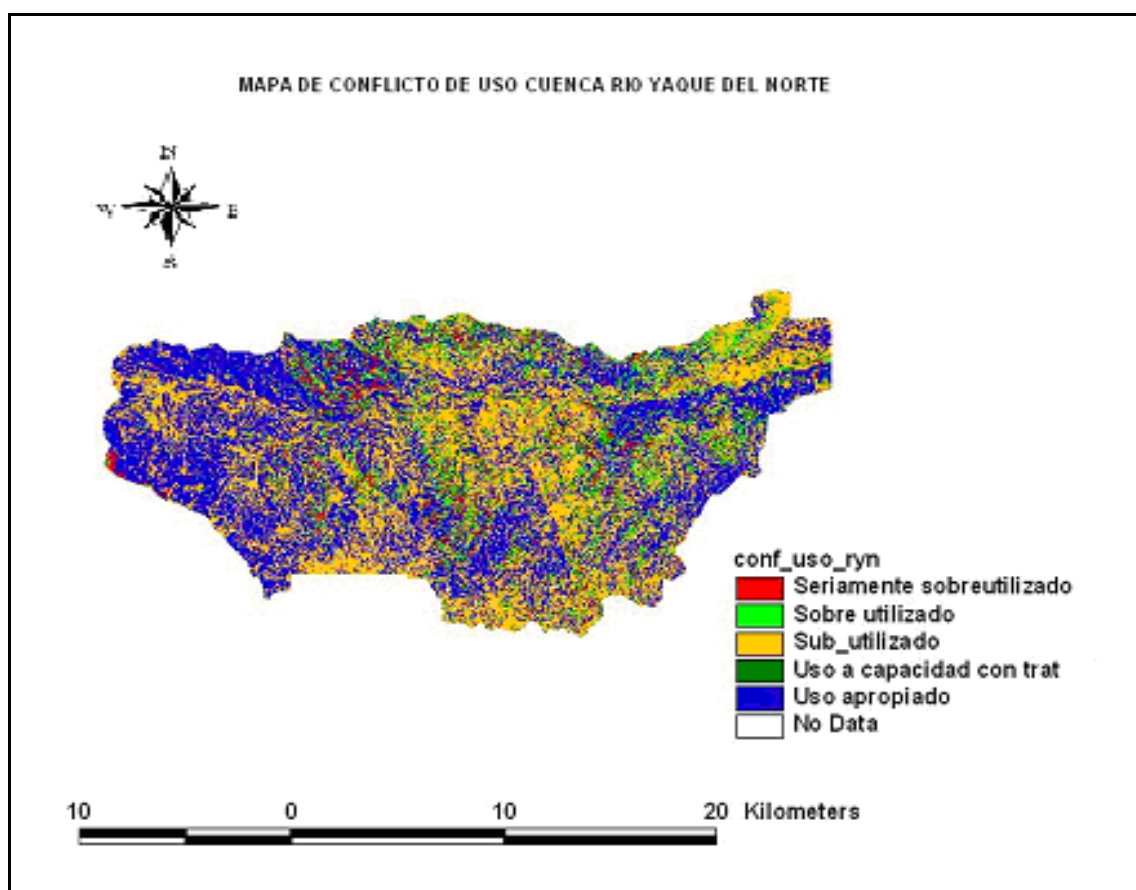 MAPA DE CONFLICTO DE USO CUENCA RIO YAQUE DEL NORTE
N
W E
conf_uso_ryn
Seriamente sobreutilizado
Sobre utilizado
Sub_utilizado
Uso a capacidad con trat
Uso apropiado
No Data
10 0 10 20 Kilometers